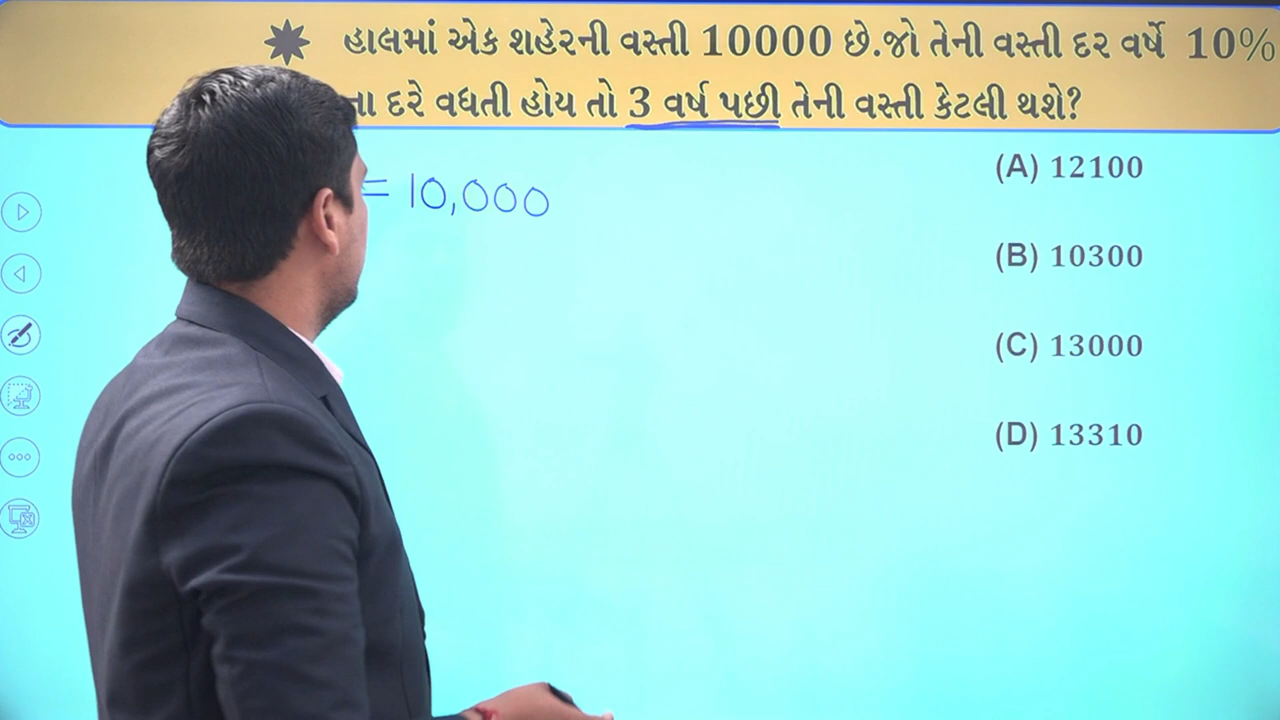 હાલમાં એક શહેરની વસ્તી 10000 છે.જો તેની વસ્તી દર વર્ષે 10%
ના દરે વધતી હોય તો 3 વર્ષ પછી તેની વસ્તી કેટલી થશે?
= 10,000
(A) 12100
(B) 10300
(C) 13000
(D) 13310